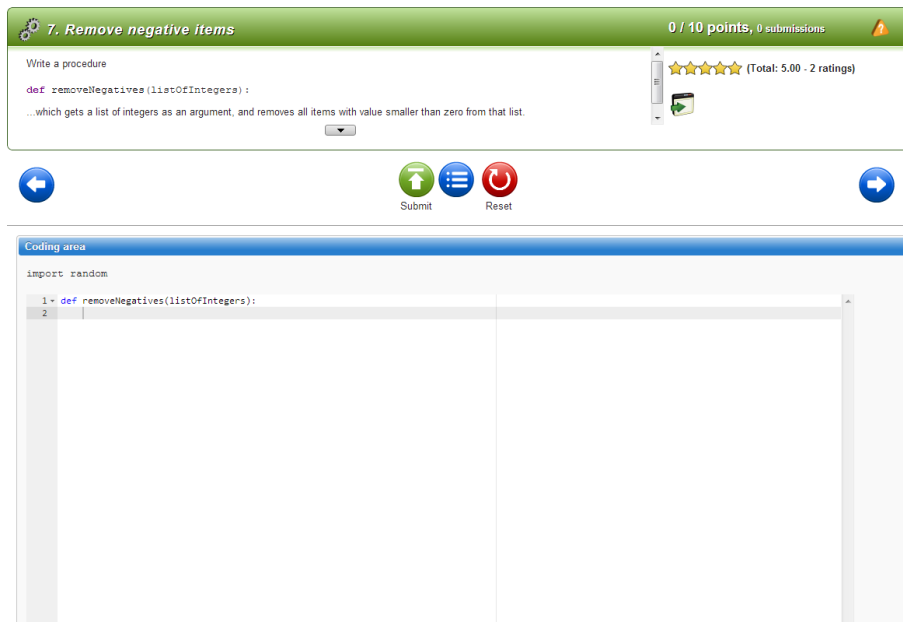 7. Remove negative items
0 / 10 points, 0 submissions
Write a procedure
def removeNegatives(listOfIntegers):
...which gets a list of integers as an argument, and removes all items with value smaller than zero from that list.
(Total: 5.00 - 2 ratings)
Submit
Reset
Coding area
import random
1 def removeNegatives(listOfIntegers):
2